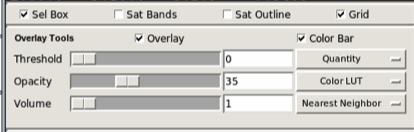 Sel Box Sat Bands Sat Outline Grid
Overlay Tools Overlay Color Bar
Threshold 0 Quantity
Opacity 35 Color LUT
Volume 1 Nearest Neighbor